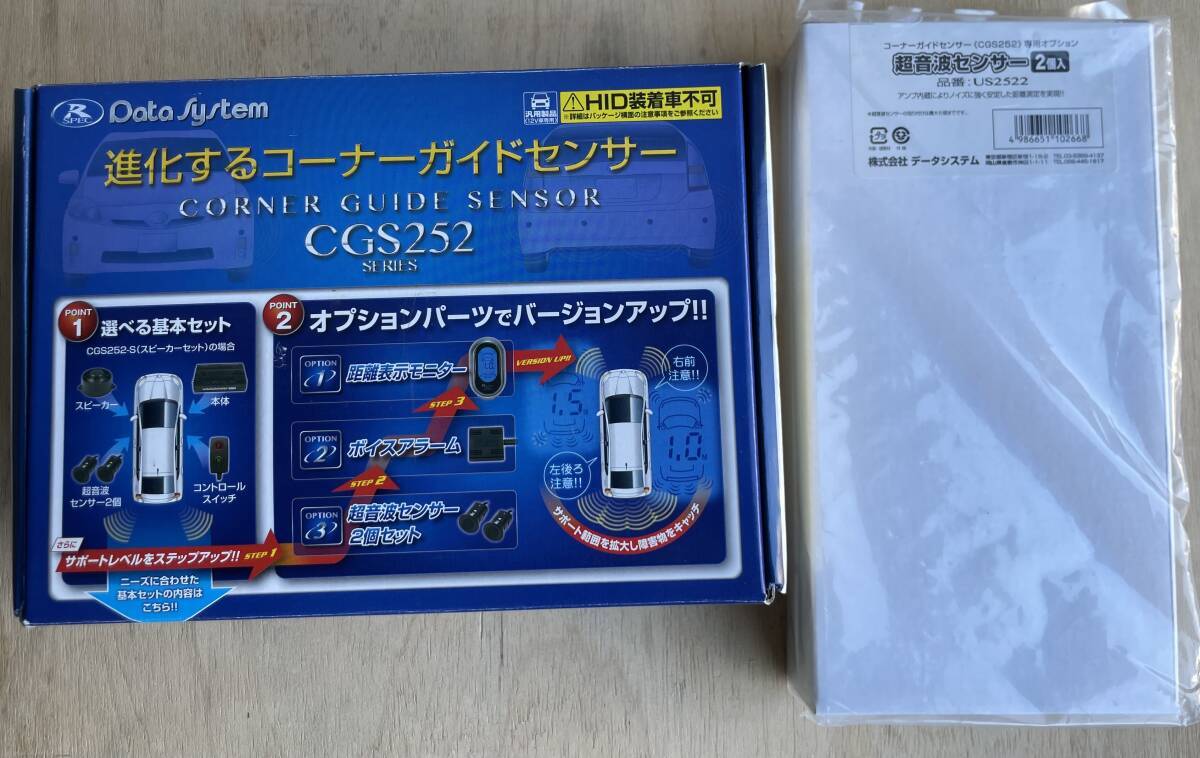 R
SPEC
Data System
汎用製品
12V車専用
HID装着車不可
※詳細はパッケージ横面の注意事項をご参照ください
進化するコーナーガイドセンサー
CORNER GUIDE SENSOR
CGS252
SERIES
POINT
1
選べる基本セット
CGS252-S(スピーカーセット)の場合
スピーカー
本体
超音波
センサー2個
コントロール
スイッチ
さらに
サポートレベルをステップアップ!!
STEP 1
ニーズに合わせた
基本セットの内容は
こちら!!
POINT
2
オプションパーツでバージョンアップ!!
OPTION
1
距離表示モニター
STEP 3
VERSION UP!!
OPTION
2
ボイスアラーム
STEP 2
OPTION
3
超音波センサー
2個セット
右前
注意!!
1.5
1.0
左後ろ
注意!!
サポート範囲を拡大し障害物をキャッチ
コーナーガイドセンサー(CGS252)専用オプション
超音波センサー 2個入
品番:US2522
アンプ内蔵によりノイズに強く安定した距離測定を実現!!
4986651102668
株式会社 データシステム